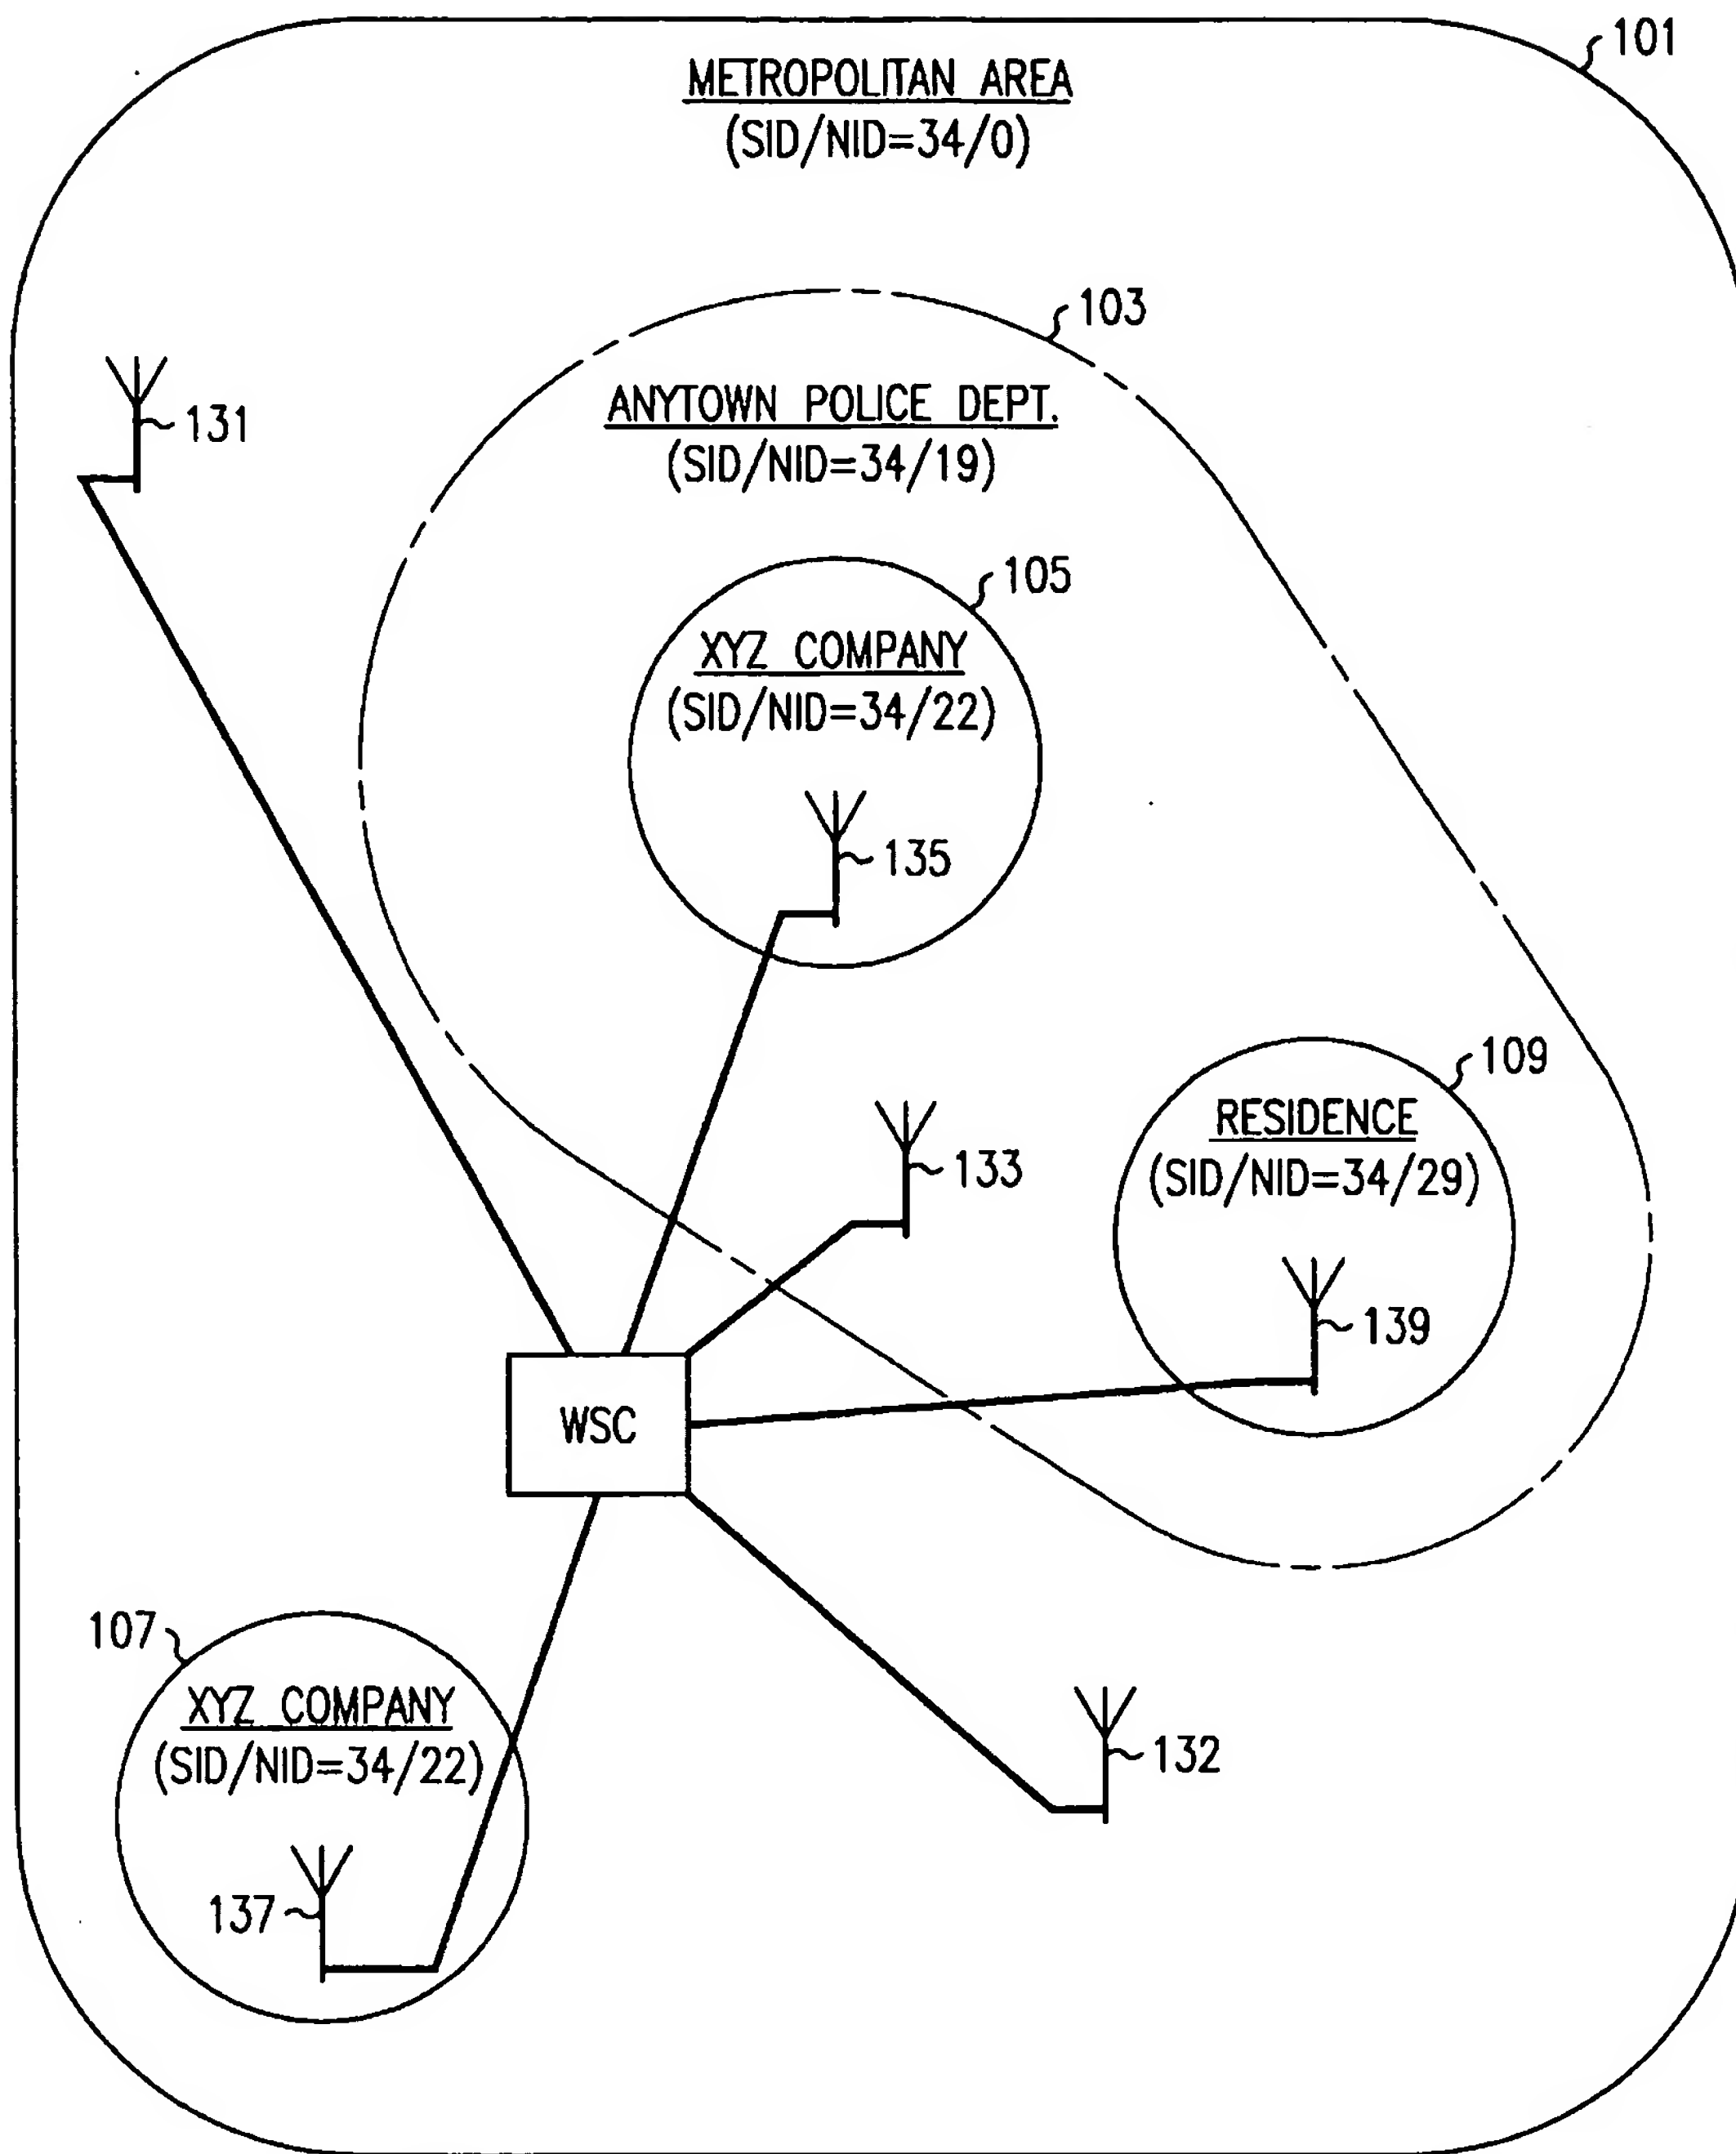 101
METROPOLITAN AREA
(SID/NID=34/0)
103
131
ANYTOWN POLICE DEPT.
(SID/NID=34/19)
105
XYZ COMPANY
(SID/NID=34/22)
135
109
RESIDENCE
(SID/NID=34/29)
133
139
WSC
107
XYZ COMPANY
(SID/NID=34/22)
132
137